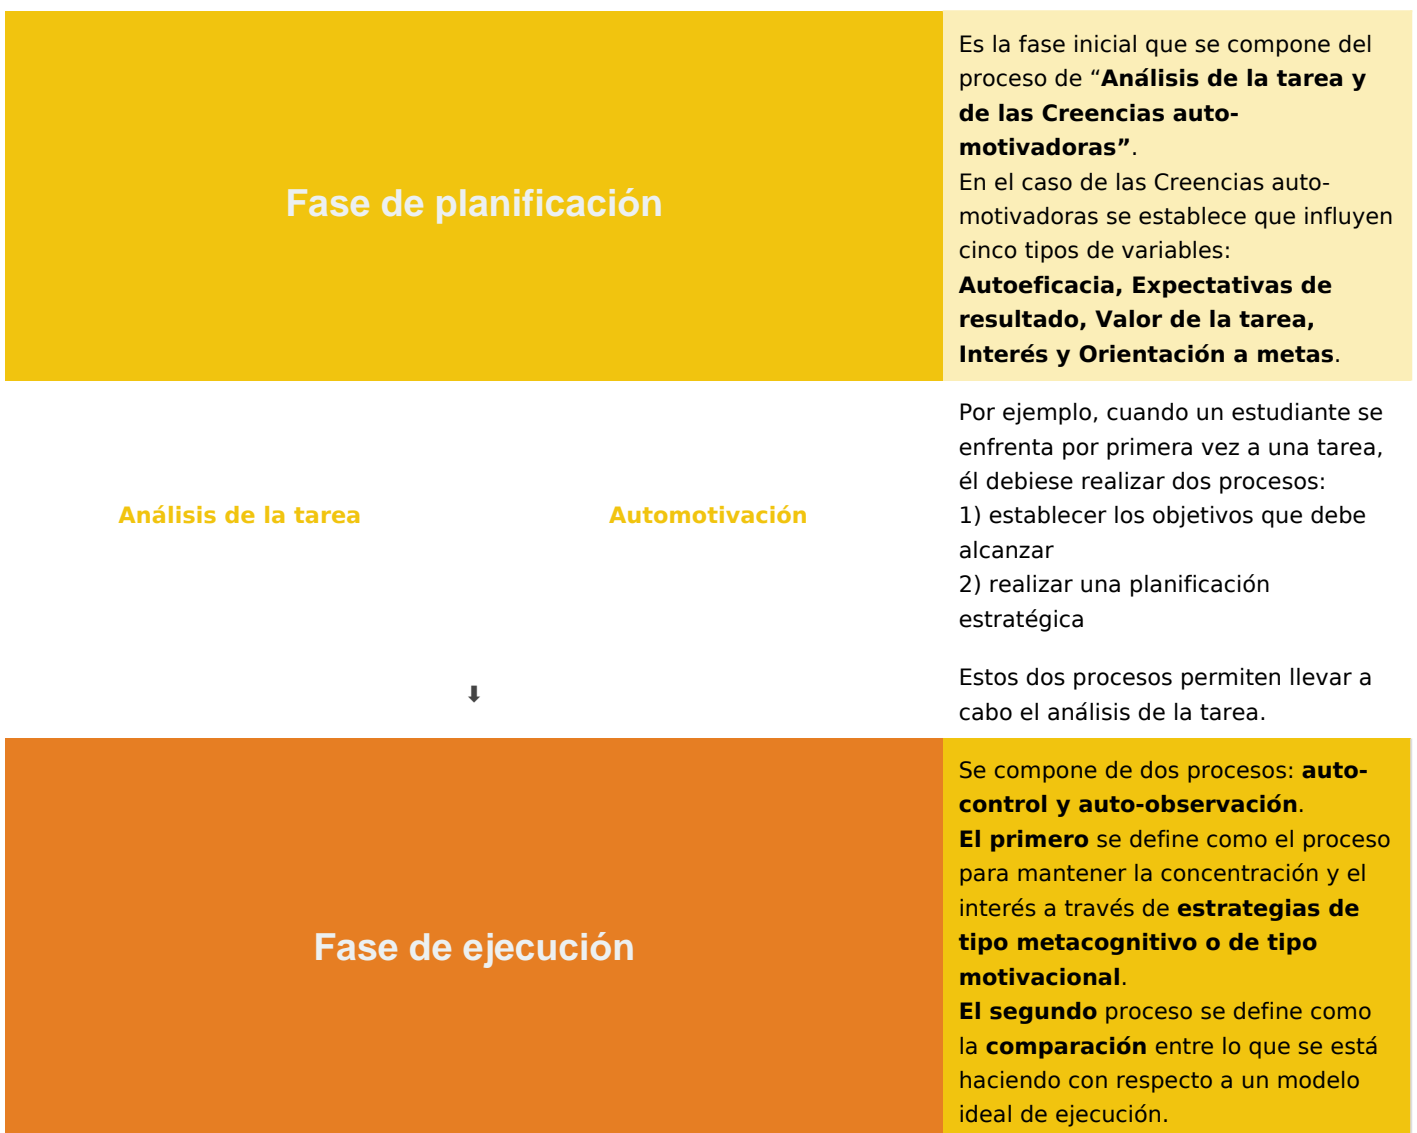 Fase de planificación
Es la fase inicial que se compone del
proceso de “Análisis de la tarea y
de las Creencias auto-
motivadoras”.
En el caso de las Creencias auto-
motivadoras se establece que influyen
cinco tipos de variables:
Autoeficacia, Expectativas de
resultado, Valor de la tarea,
Interés y Orientación a metas.
Análisis de la tarea
Automotivación
Por ejemplo, cuando un estudiante se
enfrenta por primera vez a una tarea,
él debiese realizar dos procesos:
1) establecer los objetivos que debe
alcanzar
2) realizar una planificación
estratégica
⬇
Estos dos procesos permiten llevar a
cabo el análisis de la tarea.
Fase de ejecución
Se compone de dos procesos: auto-
control y auto-observación.
El primero se define como el proceso
para mantener la concentración y el
interés a través de estrategias de
tipo metacognitivo o de tipo
motivacional.
El segundo proceso se define como
la comparación entre lo que se está
haciendo con respecto a un modelo
ideal de ejecución.